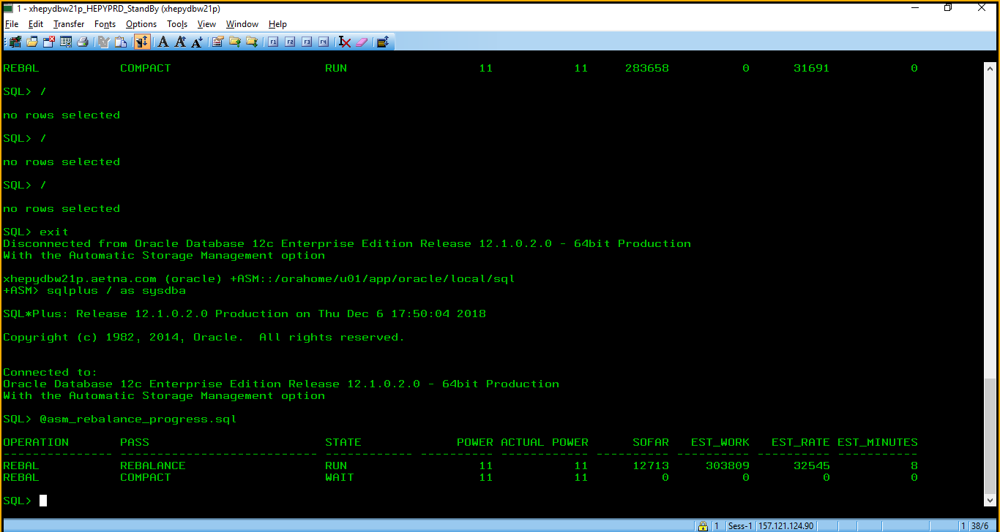 1 - xhepydbw21p_HEPYPRD_StandBy (xhepydbw21p)
File Edit Transfer Fonts Options Tools View Window Help
A A A F1 F2 F3 F4
REBAL COMPACT RUN 11 11 283658 0 31691 0
SQL> /
no rows selected
SQL> /
no rows selected
SQL> /
no rows selected
SQL> exit
Disconnected from Oracle Database 12c Enterprise Edition Release 12.1.0.2.0 - 64bit Production
With the Automatic Storage Management option
xhepydbw21p.aetna.com (oracle) +ASM::/orahome/u01/app/oracle/local/sql
+ASM> sqlplus / as sysdba
SQL*Plus: Release 12.1.0.2.0 Production on Thu Dec 6 17:50:04 2018
Copyright (c) 1982, 2014, Oracle.  All rights reserved.
Connected to:
Oracle Database 12c Enterprise Edition Release 12.1.0.2.0 - 64bit Production
With the Automatic Storage Management option
SQL> @asm_rebalance_progress.sql
OPERATION PASS STATE POWER ACTUAL POWER SOFAR EST_WORK EST_RATE EST_MINUTES
--------------- ---------------------------- ------------ ---------- ------------ ---------- ---------- ---------- -----------
REBAL REBALANCE RUN 11 11 12713 303809 32545 8
REBAL COMPACT WAIT 11 11 0 0 0 0
SQL>
1 Sess-1 157.121.124.90 1 38/6